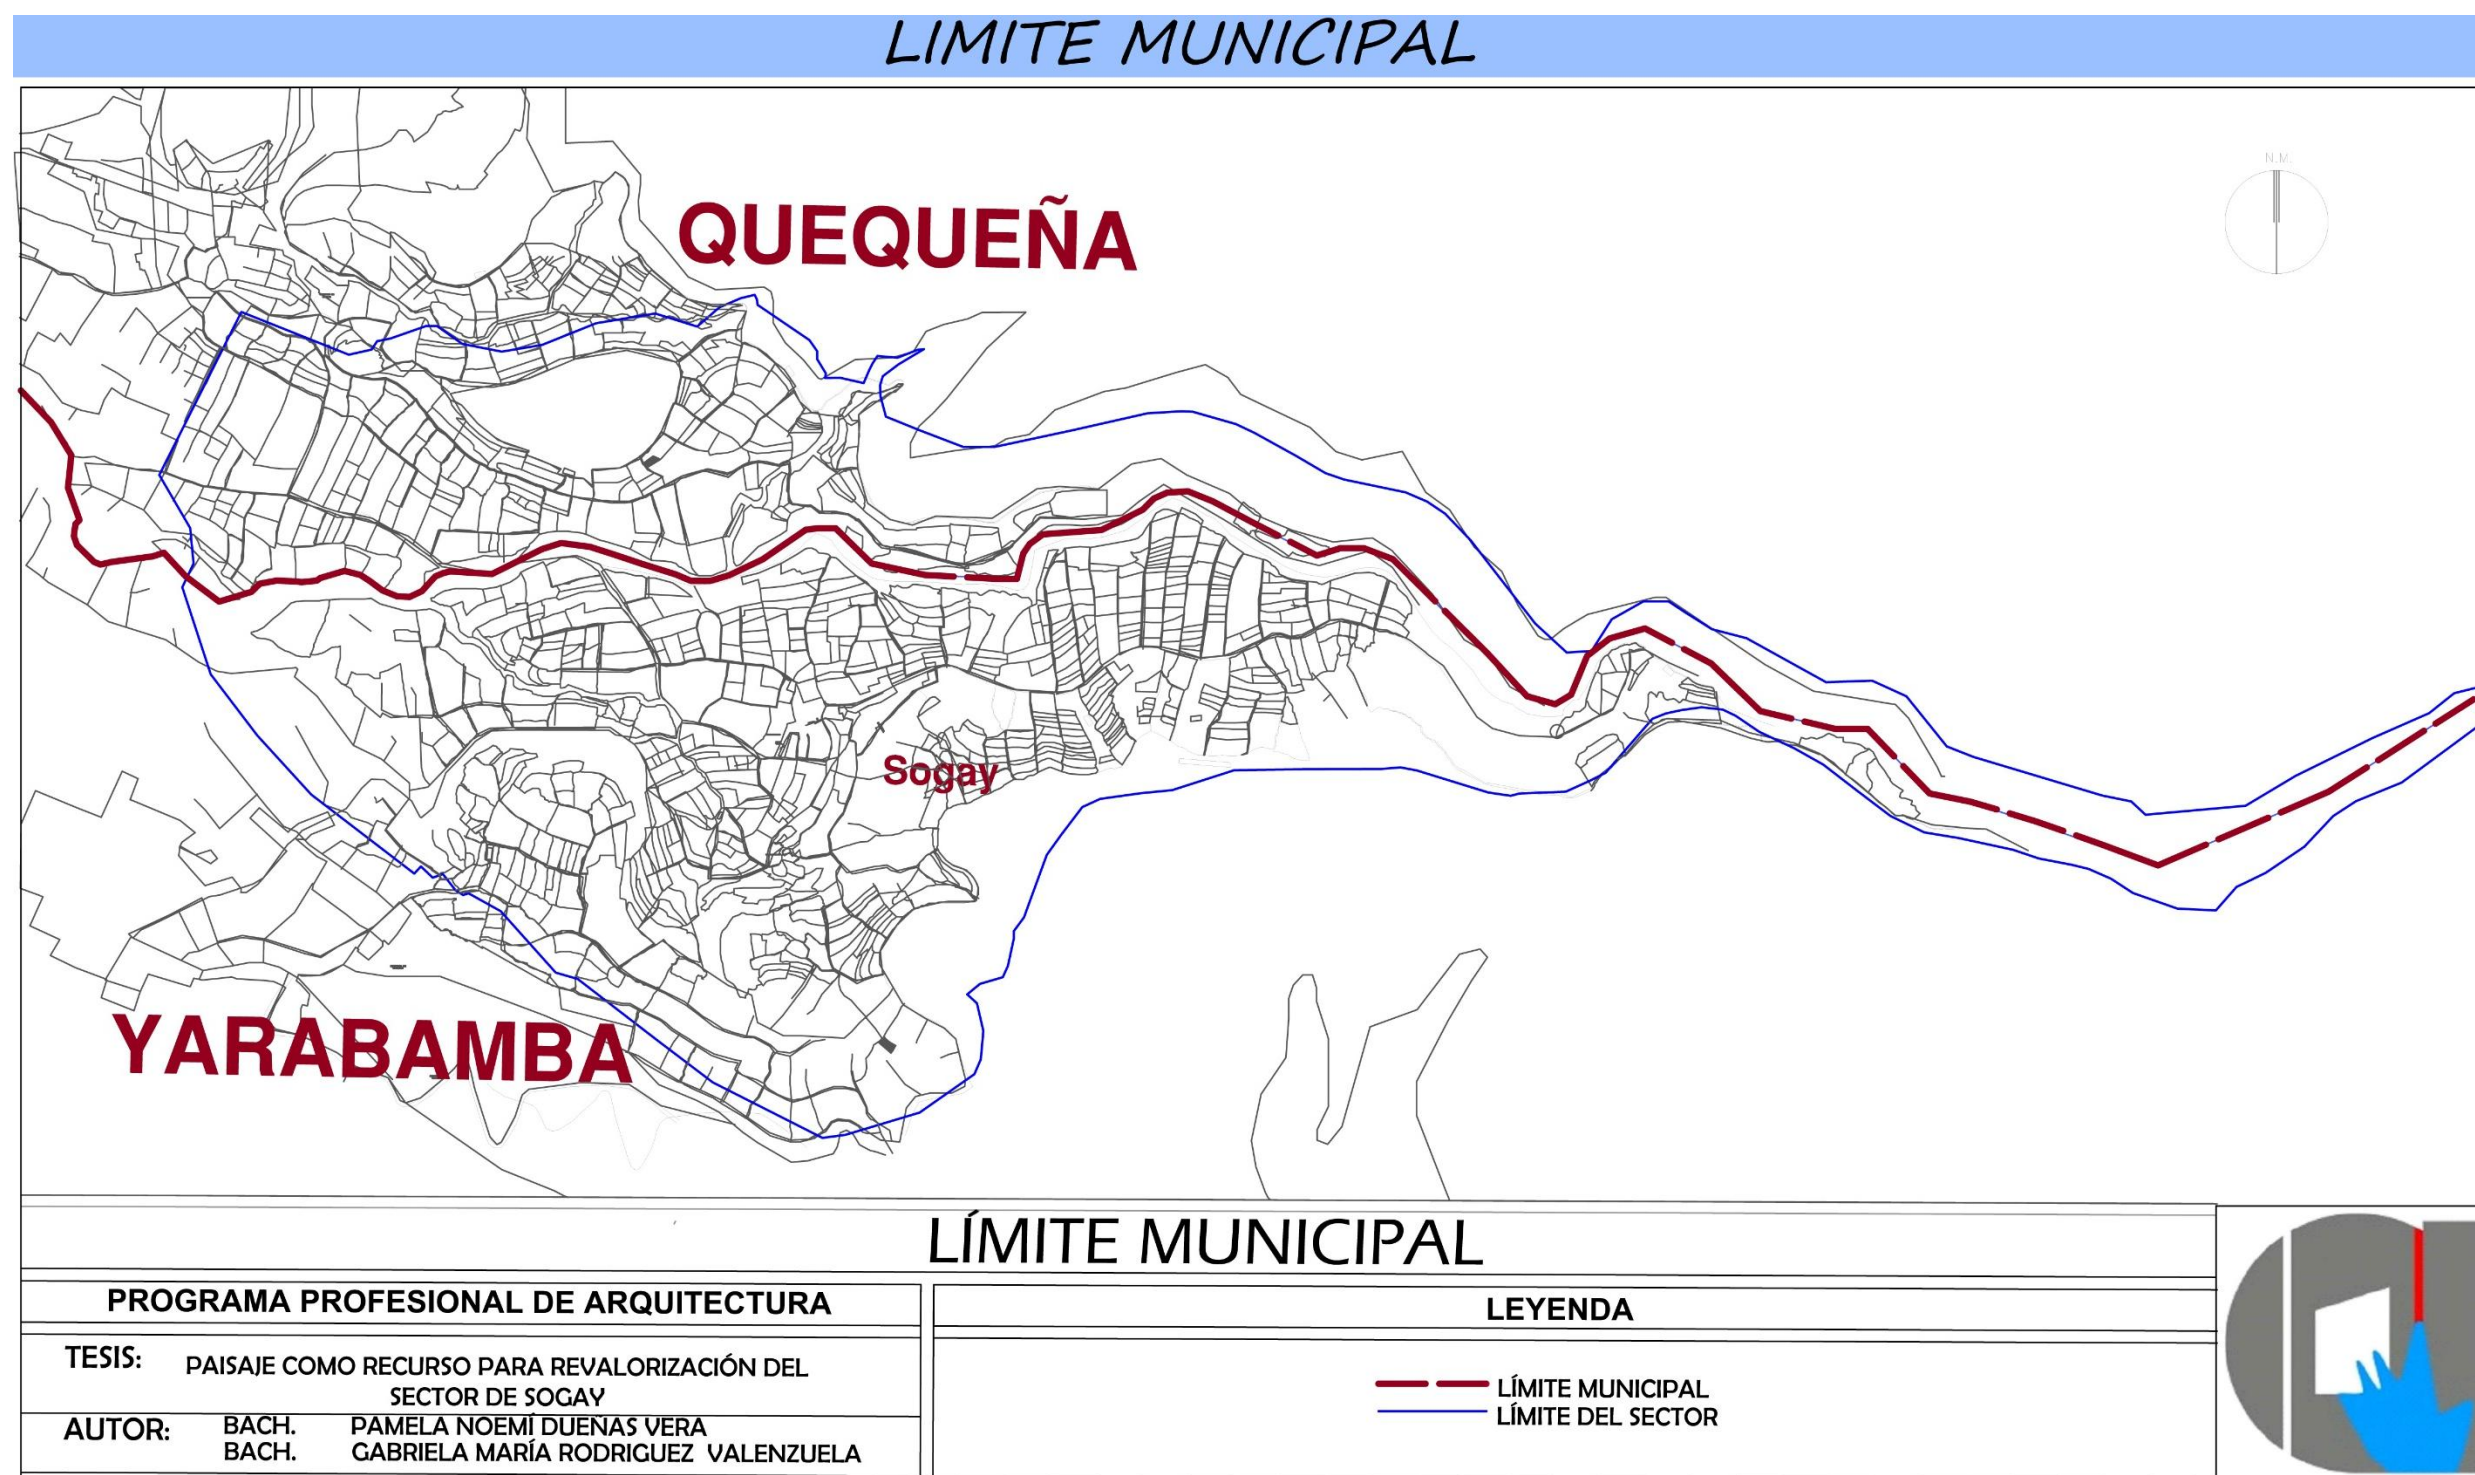 LIMITE MUNICIPAL
N.M.
QUEQUEÑA
Sogay
YARABAMBA
LÍMITE MUNICIPAL
PROGRAMA PROFESIONAL DE ARQUITECTURA
TESIS: PAISAJE COMO RECURSO PARA REVALORIZACIÓN DEL
SECTOR DE SOGAY
AUTOR: BACH. PAMELA NOEMÍ DUEÑAS VERA
BACH. GABRIELA MARÍA RODRIGUEZ VALENZUELA
LEYENDA
LÍMITE MUNICIPAL
LÍMITE DEL SECTOR